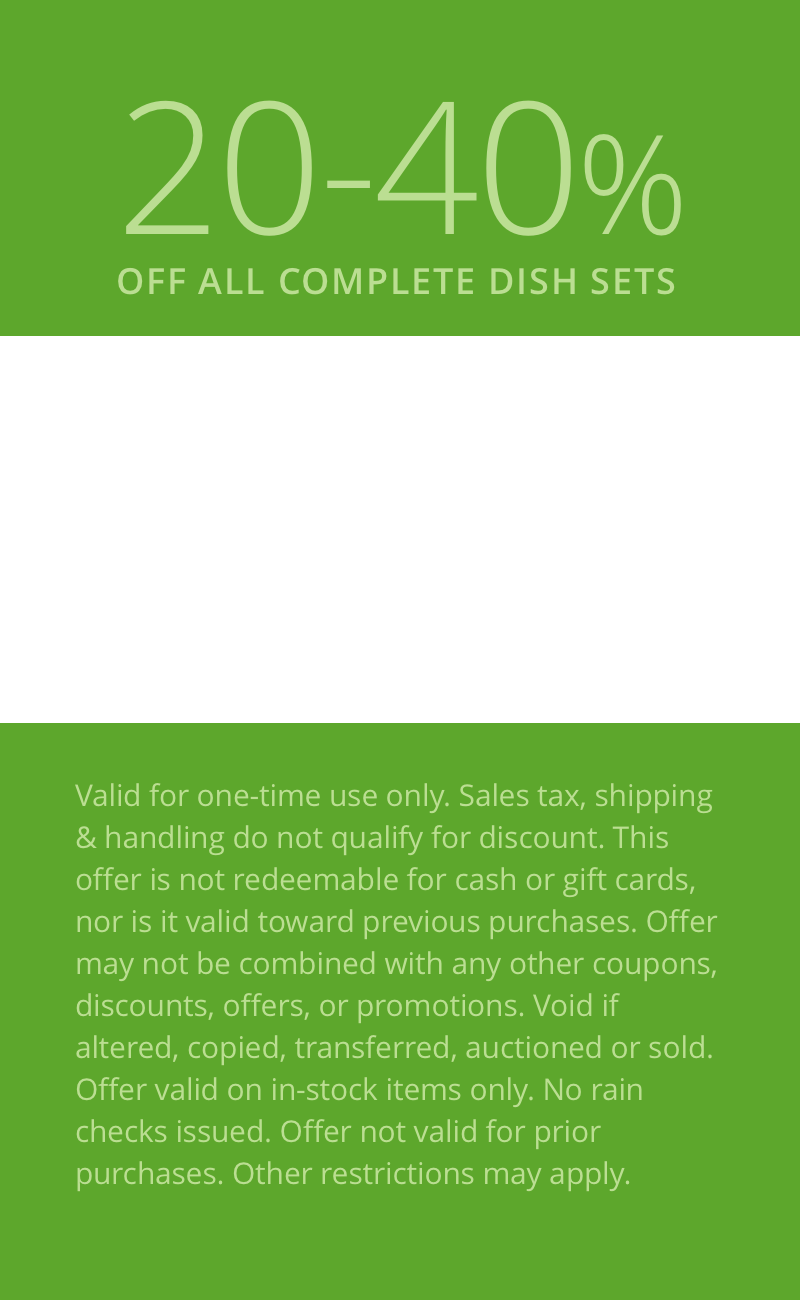 20-40%
OFF ALL COMPLETE DISH SETS
Valid for one-time use only. Sales tax, shipping
& handling do not qualify for discount. This
offer is not redeemable for cash or gift cards,
nor is it valid toward previous purchases. Offer
may not be combined with any other coupons,
discounts, offers, or promotions. Void if
altered, copied, transferred, auctioned or sold.
Offer valid on in-stock items only. No rain
checks issued. Offer not valid for prior
purchases. Other restrictions may apply.